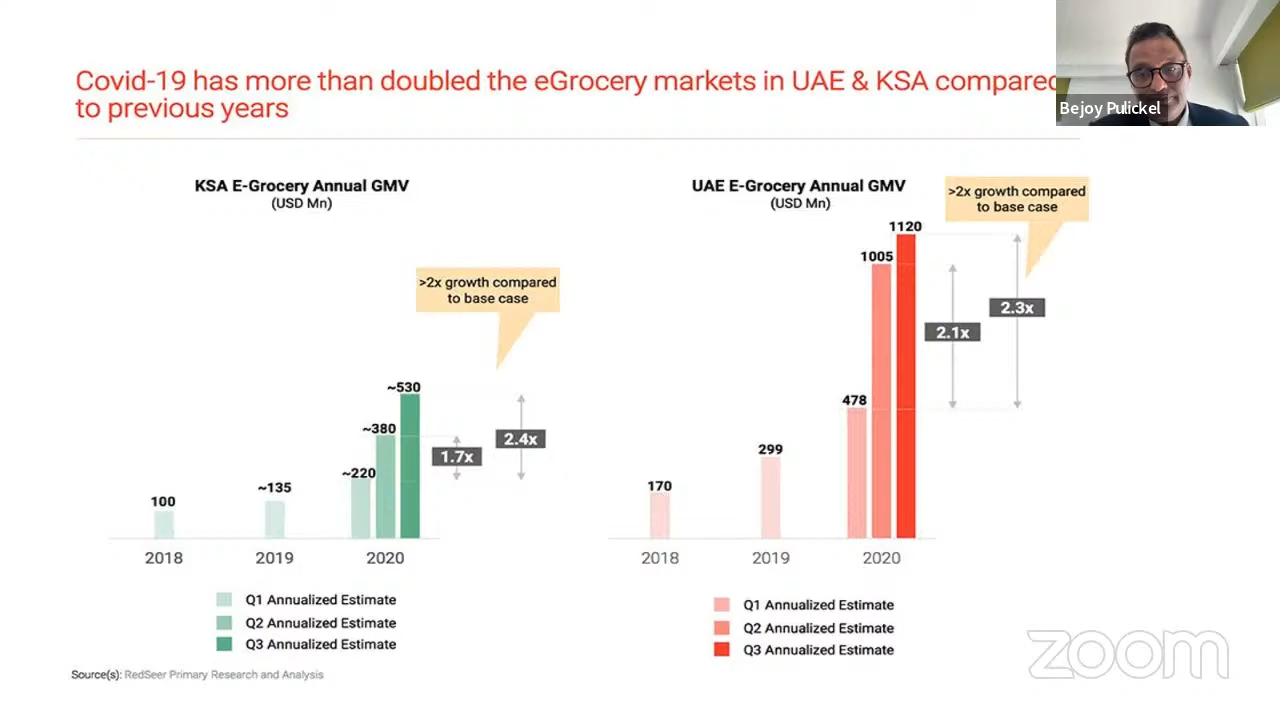 Covid-19 has more than doubled the eGrocery markets in UAE & KSA compared
to previous years
Bejoy Pulickel
KSA E-Grocery Annual GMV
(USD Mn)
>2x growth compared
to base case
~530
~380
~220
~135
100
2.4x
1.7x
2018
2019
2020
Q1 Annualized Estimate
Q2 Annualized Estimate
Q3 Annualized Estimate
UAE E-Grocery Annual GMV
(USD Mn)
>2x growth compared
to base case
1120
1005
478
299
170
2.3x
2.1x
2018
2019
2020
Q1 Annualized Estimate
Q2 Annualized Estimate
Q3 Annualized Estimate
Source(s): RedSeer Primary Research and Analysis
zoom